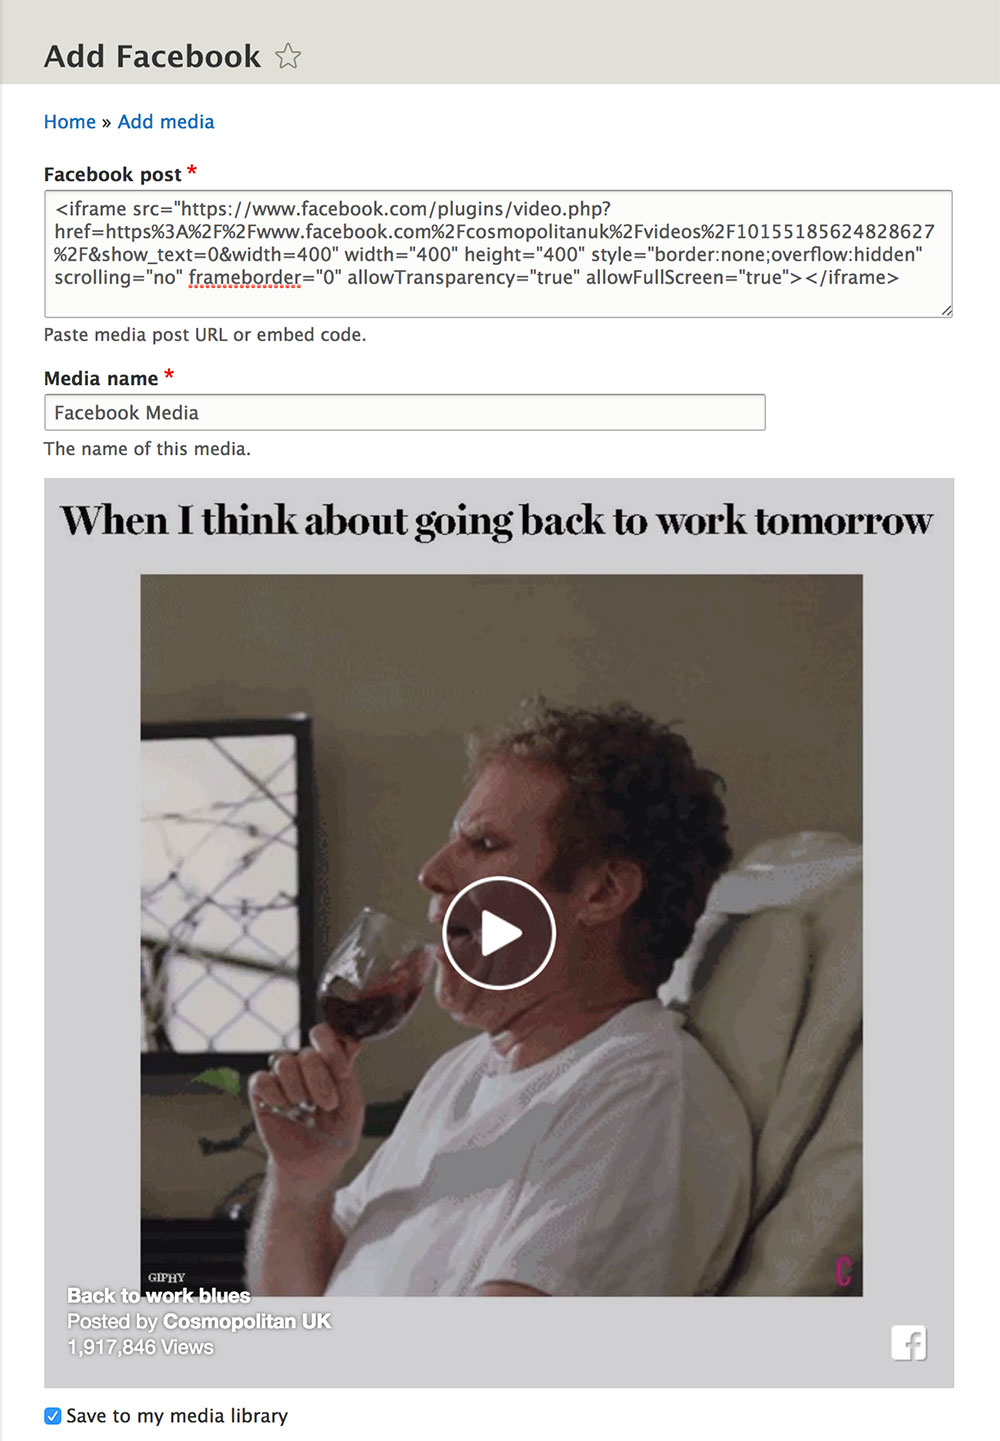 Add Facebook
Home » Add media
Facebook post *
<iframe src="https://www.facebook.com/plugins/video.php?
href=https%3A%2F%2Fwww.facebook.com%2Fcosmopolitanuk%2Fvideos%2F10155185624828627
%2F&show_text=0&width=400" width="400" height="400" style="border:none;overflow:hidden"
scrolling="no" frameborder="0" allowTransparency="true" allowFullScreen="true"></iframe>
Paste media post URL or embed code.
Media name *
Facebook Media
The name of this media.
When I think about going back to work tomorrow
GIPHY
C
Back to work blues
Posted by Cosmopolitan UK
1,917,846 Views
f
Save to my media library